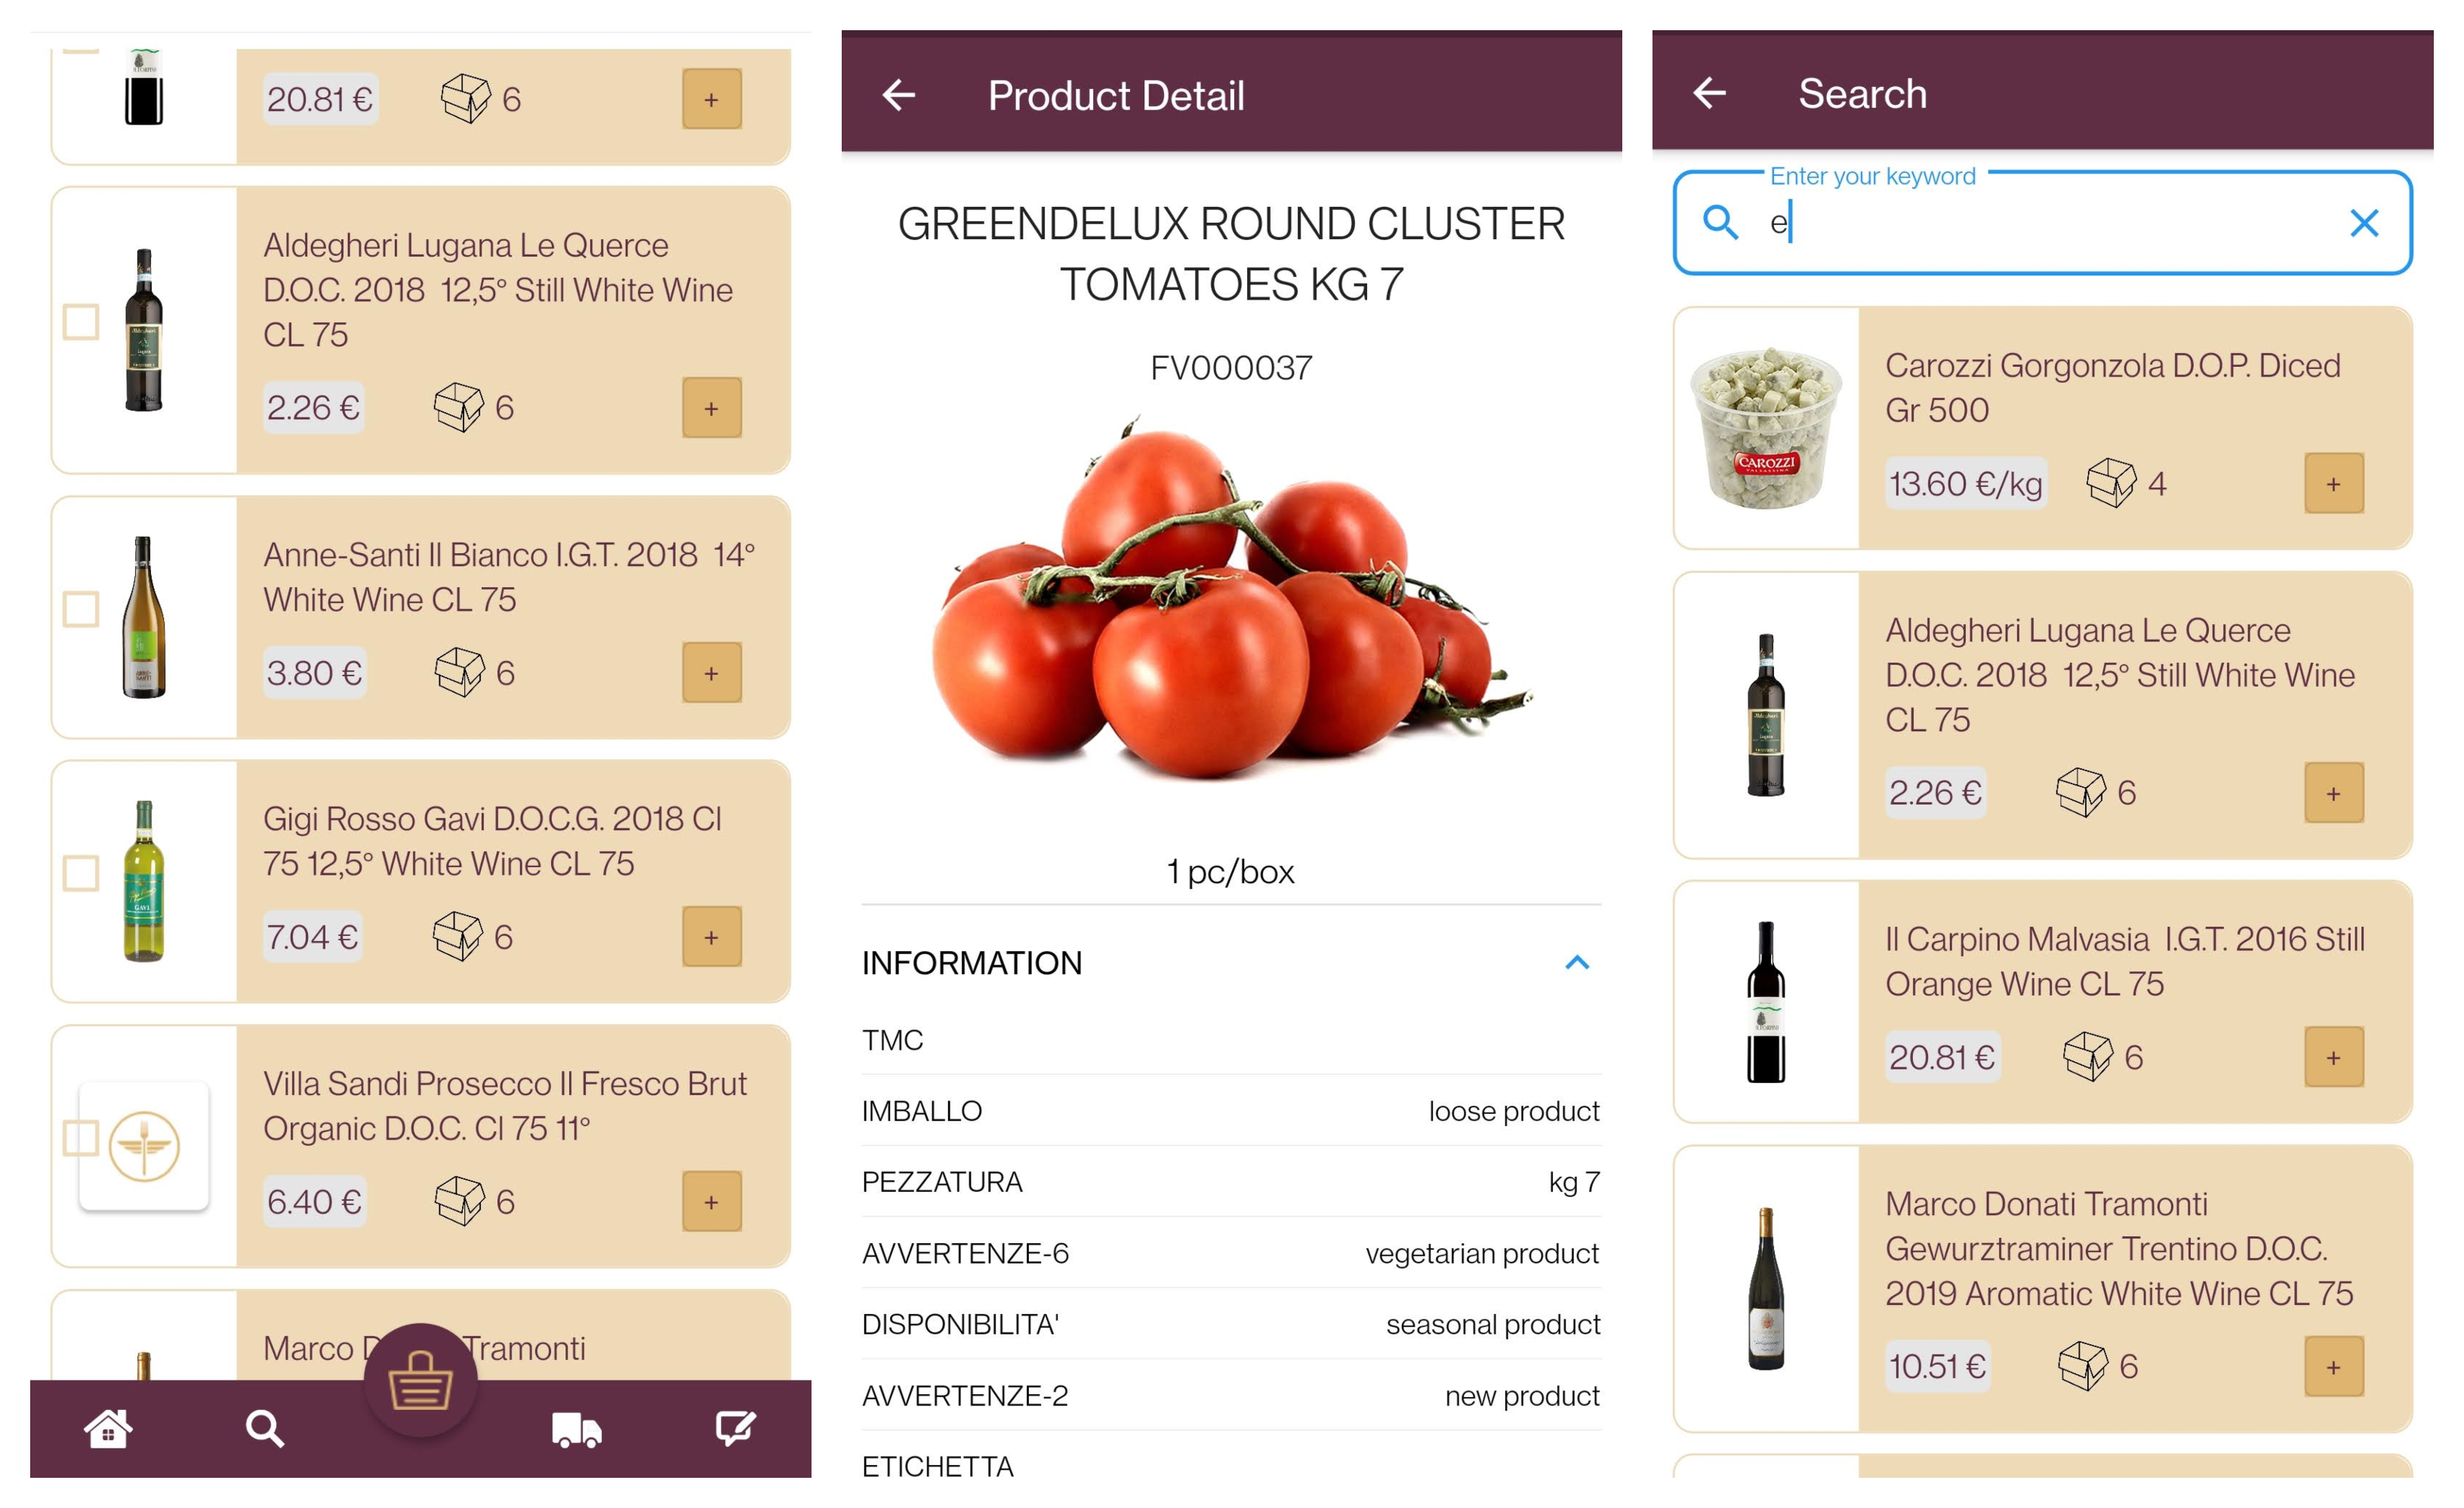 20.81 €
6
+
Aldegheri Lugana Le Querce
D.O.C. 2018 12,5° Still White Wine
CL 75
2.26 €
6
+
Anne-Santi Il Bianco I.G.T. 2018 14°
White Wine CL 75
3.80 €
6
+
Gigi Rosso Gavi D.O.C.G. 2018 Cl
75 12,5° White Wine CL 75
GAVI
7.04 €
6
+
Villa Sandi Prosecco Il Fresco Brut
Organic D.O.C. Cl 75 11°
6.40 €
6
+
Marco Tramonti
Product Detail
GREENDELUX ROUND CLUSTER
TOMATOES KG 7
FV000037
1 pc/box
INFORMATION
TMC
IMBALLO loose product
PEZZATURA kg 7
AVVERTENZE-6 vegetarian product
DISPONIBILITA' seasonal product
AVVERTENZE-2 new product
ETICHETTA
Search
Enter your keyword
e
Carozzi Gorgonzola D.O.P. Diced
Gr 500
CAROZZI
13.60 €/kg
4
+
Aldegheri Lugana Le Querce
D.O.C. 2018 12,5° Still White Wine
CL 75
2.26 €
6
+
Il Carpino Malvasia I.G.T. 2016 Still
Orange Wine CL 75
20.81 €
6
+
Marco Donati Tramonti
Gewurztraminer Trentino D.O.C.
2019 Aromatic White Wine CL 75
10.51 €
6
+